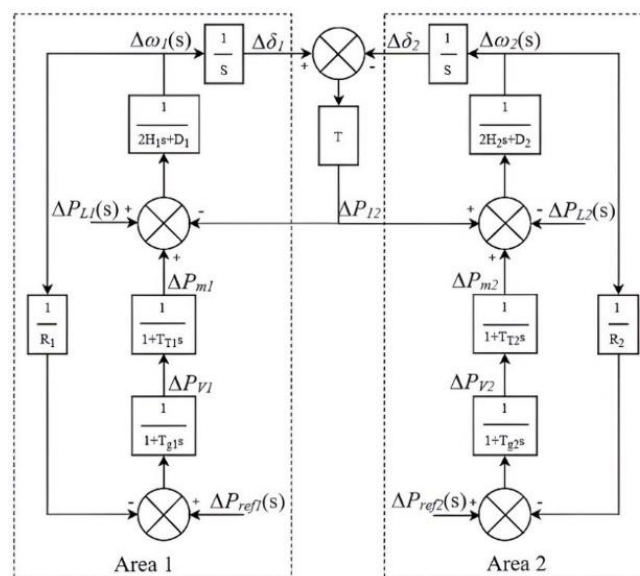 Δω1(s)
1
S
Δδ1
+
-
Δδ2
1
S
Δω2(s)
1
2H1s+D1
T
1
2H2s+D2
ΔPL1(s)
+
-
ΔP12
+
-
ΔPL2(s)
+
+
ΔPm1
ΔPm2
1
R1
1
1+TT1s
1
1+TT2s
1
R2
ΔPV1
ΔPV2
1
1+Tg1s
1
1+Tg2s
-
+
ΔPref1(s)
ΔPref2(s)
+
-
Area 1
Area 2